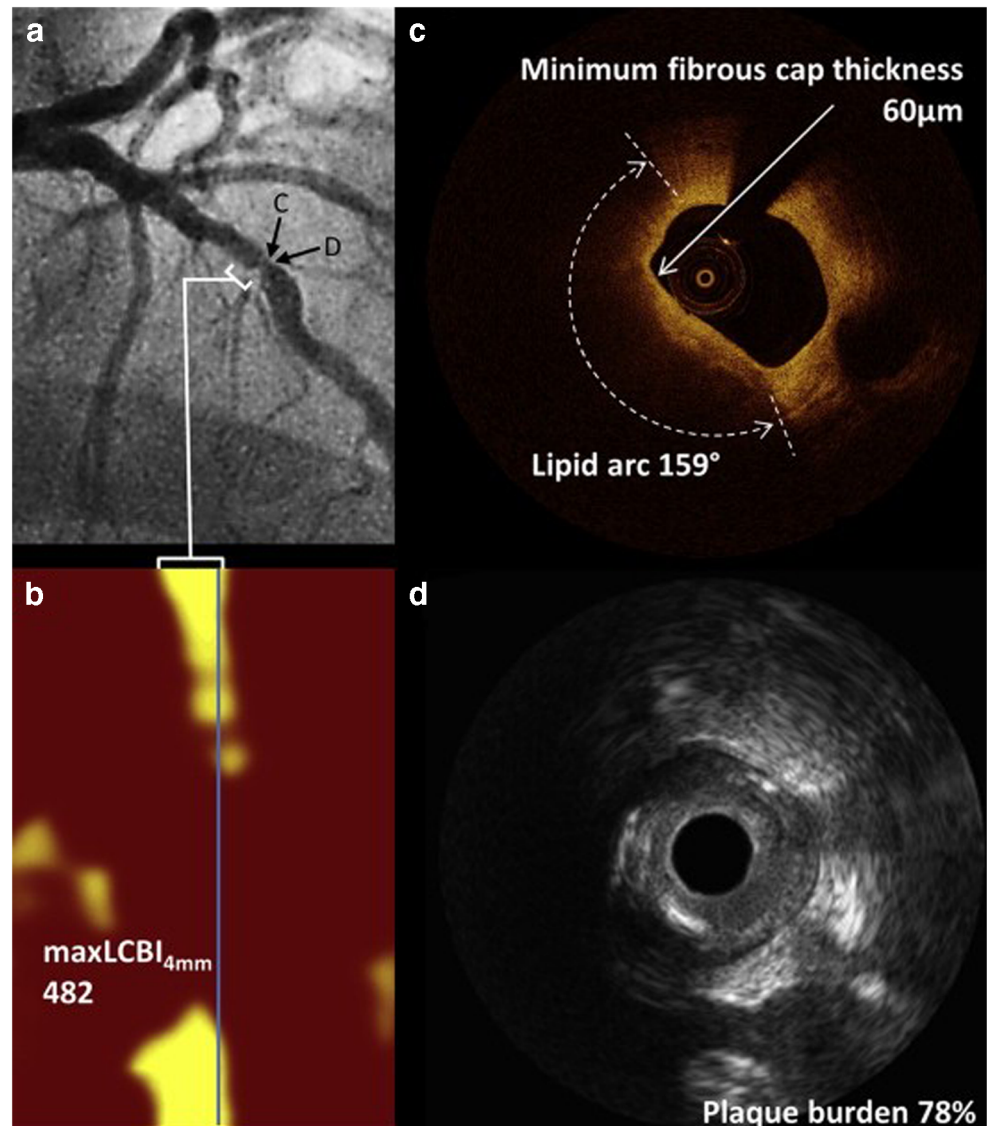 a
C
D
b
maxLCBI4mm
482
c
Minimum fibrous cap thickness
60µm
Lipid arc 159°
d
Plaque burden 78%